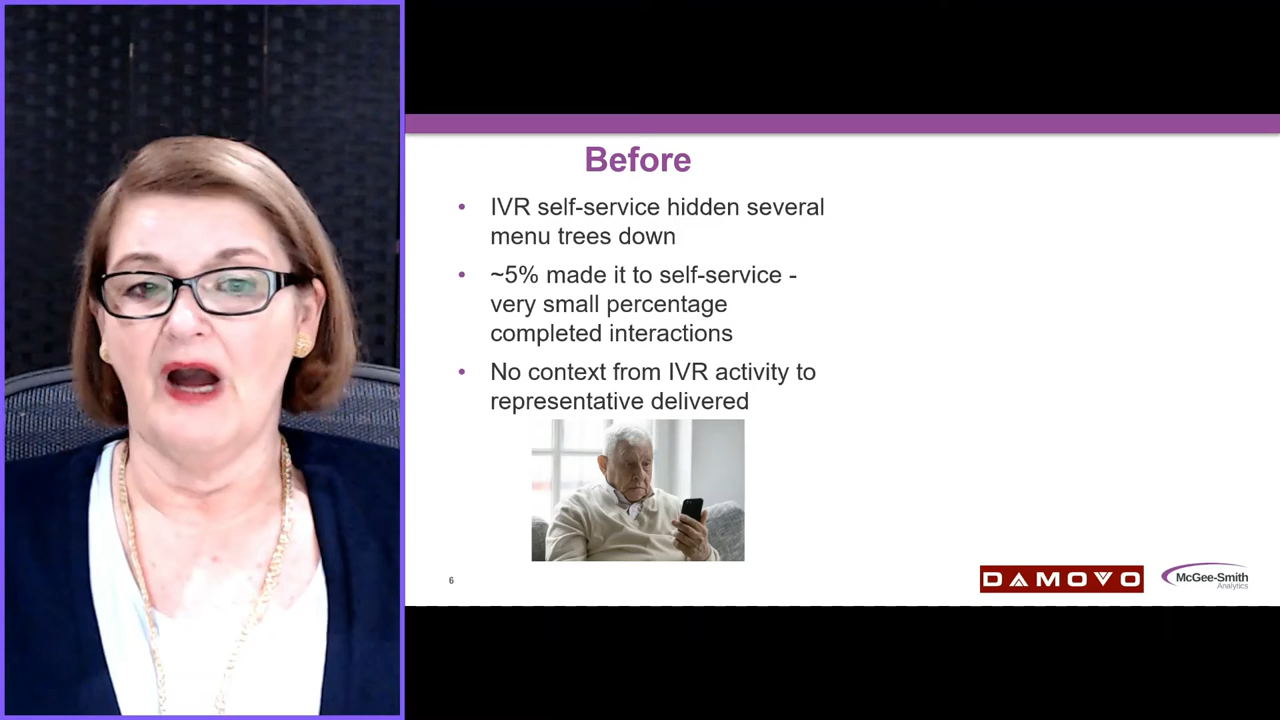 Before
• IVR self-service hidden several
menu trees down
• ~5% made it to self-service -
very small percentage
completed interactions
• No context from IVR activity to
representative delivered
6
DAMOVO
McGee-Smith
Analytics